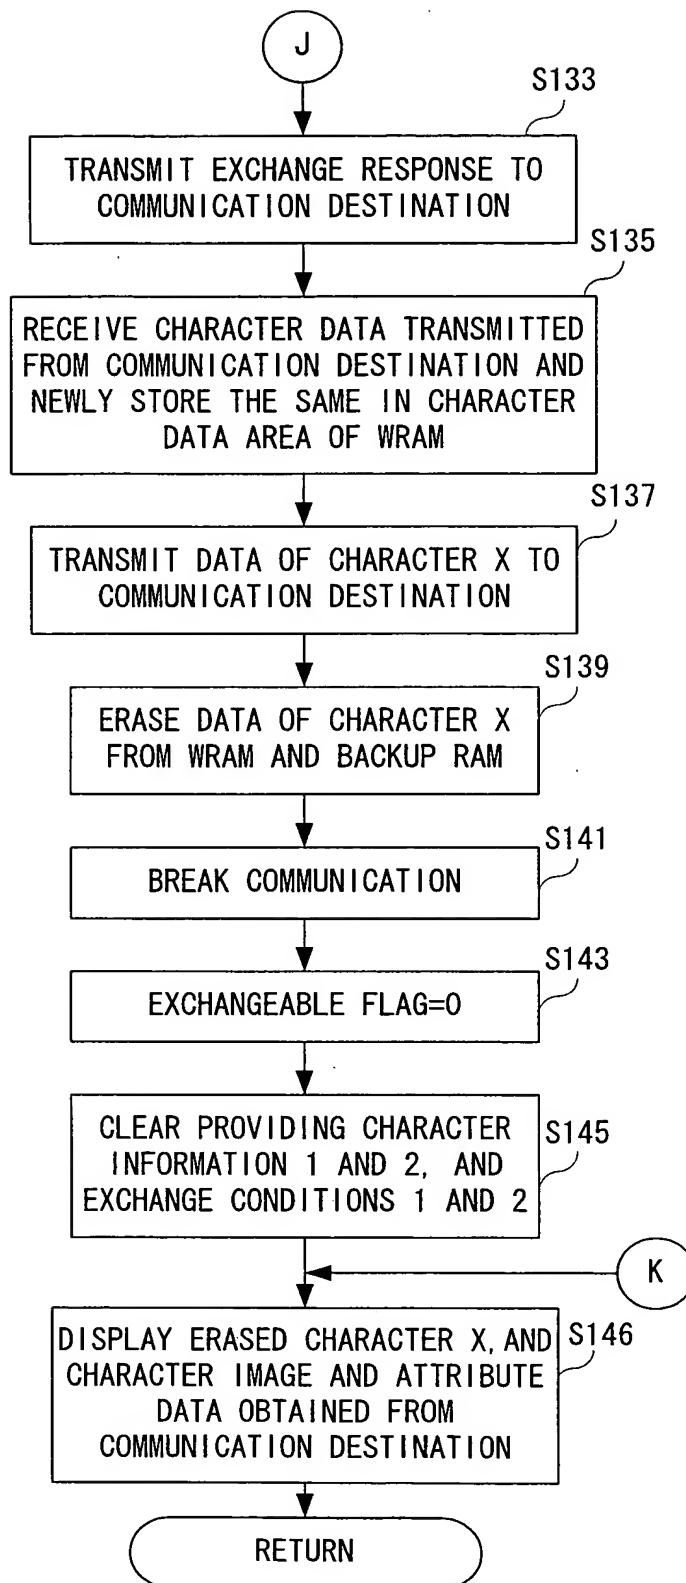 J
S133
TRANSMIT EXCHANGE RESPONSE TO
COMMUNICATION DESTINATION
S135
RECEIVE CHARACTER DATA TRANSMITTED
FROM COMMUNICATION DESTINATION AND
NEWLY STORE THE SAME IN CHARACTER
DATA AREA OF WRAM
S137
TRANSMIT DATA OF CHARACTER X TO
COMMUNICATION DESTINATION
S139
ERASE DATA OF CHARACTER X
FROM WRAM AND BACKUP RAM
S141
BREAK COMMUNICATION
S143
EXCHANGEABLE FLAG=0
S145
CLEAR PROVIDING CHARACTER
INFORMATION 1 AND 2, AND
EXCHANGE CONDITIONS 1 AND 2
K
S146
DISPLAY ERASED CHARACTER X, AND
CHARACTER IMAGE AND ATTRIBUTE
DATA OBTAINED FROM
COMMUNICATION DESTINATION
RETURN